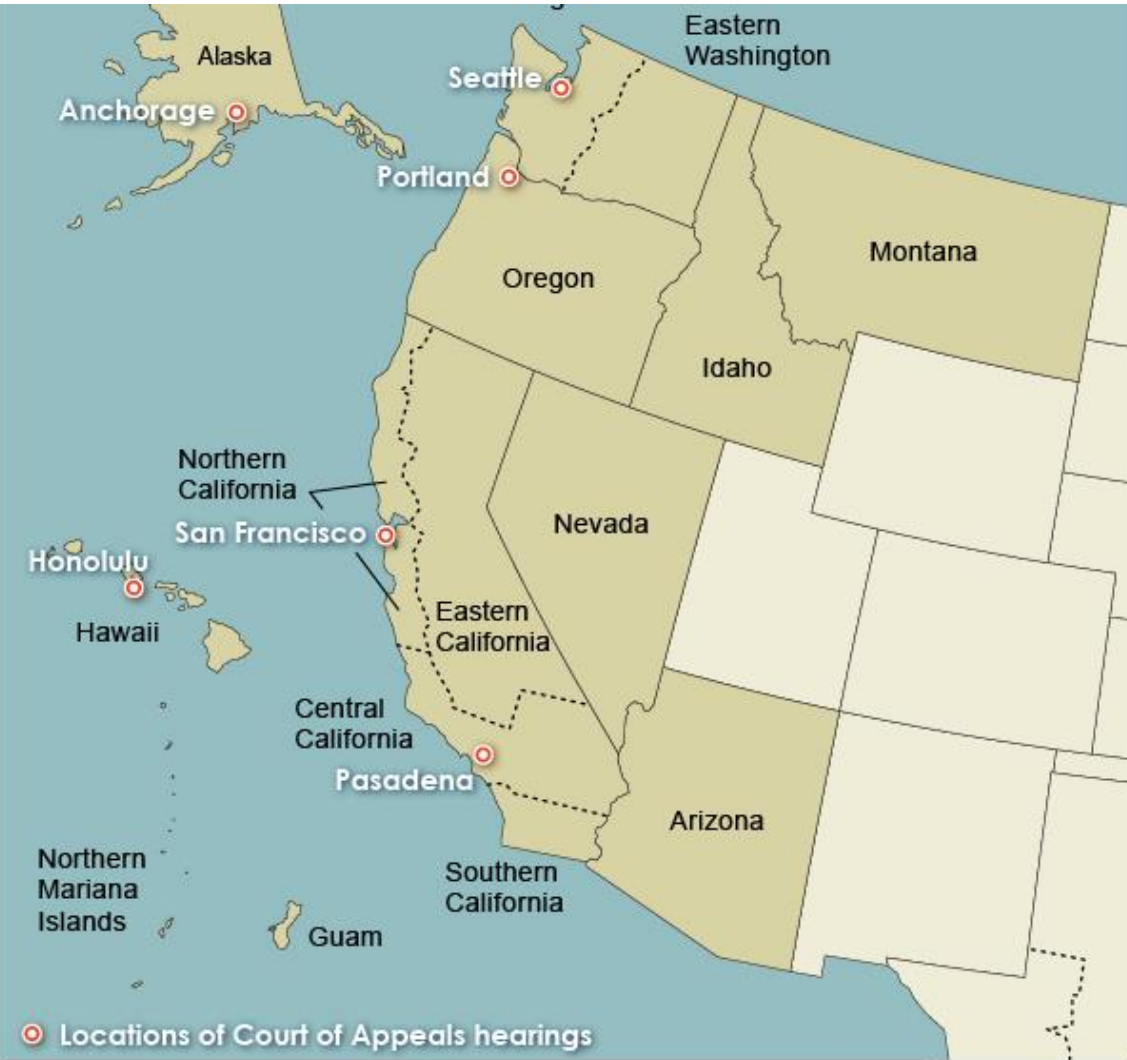 Eastern
Washington
Alaska
Seattle
Anchorage
Portland
Montana
Oregon
Idaho
Northern
California
San Francisco
Nevada
Honolulu
Hawaii
Eastern
California
Central
California
Pasadena
Arizona
Northern
Mariana
Islands
Southern
California
Guam
Locations of Court of Appeals hearings